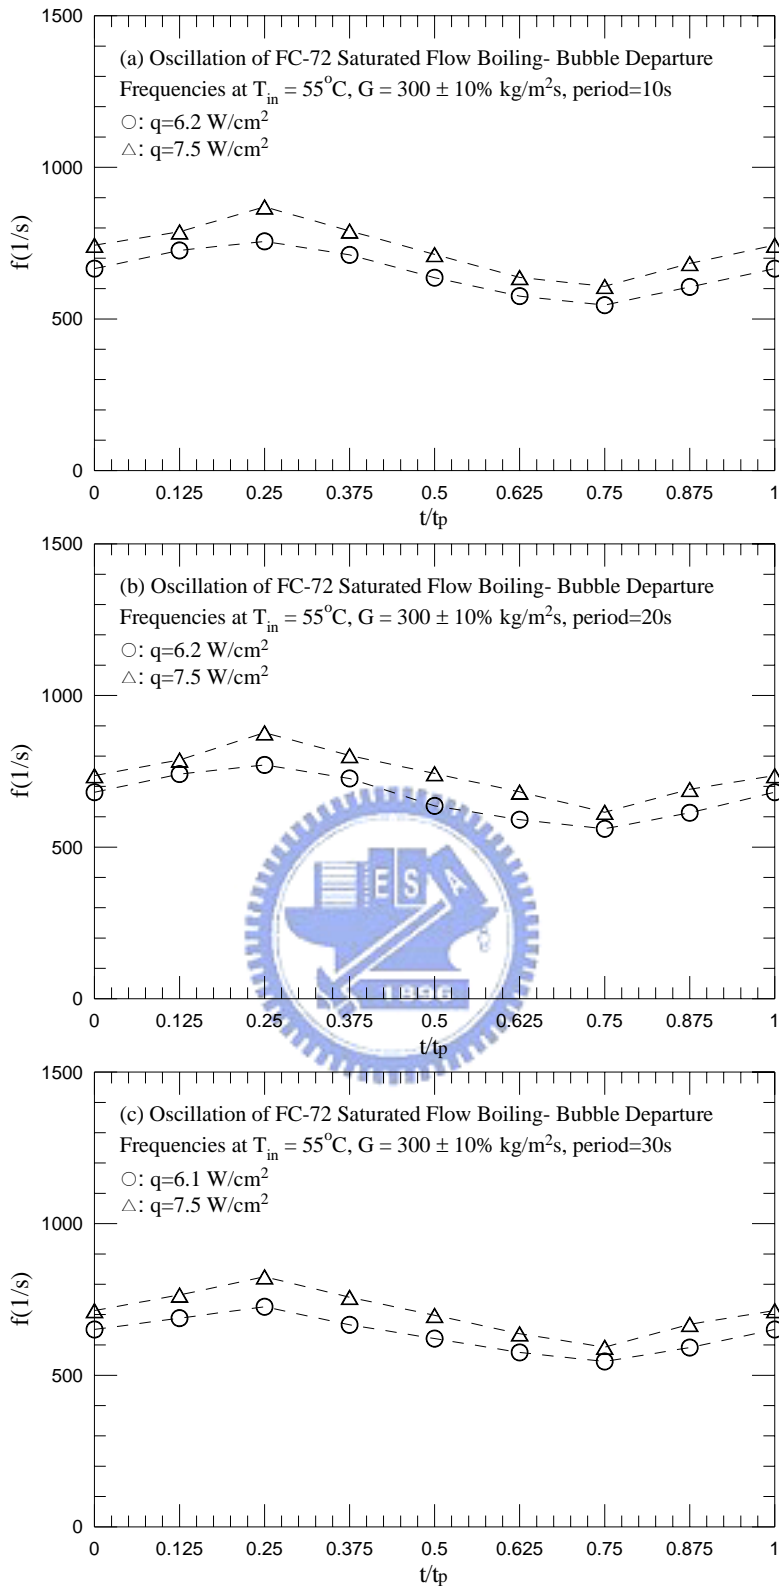 1500
(a) Oscillation of FC-72 Saturated Flow Boiling- Bubble Departure
Frequencies at T_in = 55°C, G = 300 ± 10% kg/m²s, period=10s
○: q=6.2 W/cm²
△: q=7.5 W/cm²
1000
f(1/s)
500
0
0 0.125 0.25 0.375 0.5 0.625 0.75 0.875 1
t/tp
1500
(b) Oscillation of FC-72 Saturated Flow Boiling- Bubble Departure
Frequencies at T_in = 55°C, G = 300 ± 10% kg/m²s, period=20s
○: q=6.2 W/cm²
△: q=7.5 W/cm²
1000
f(1/s)
500
E S A
1896
0
0 0.125 0.25 0.375 0.5 0.625 0.75 0.875 1
t/tp
1500
(c) Oscillation of FC-72 Saturated Flow Boiling- Bubble Departure
Frequencies at T_in = 55°C, G = 300 ± 10% kg/m²s, period=30s
○: q=6.1 W/cm²
△: q=7.5 W/cm²
1000
f(1/s)
500
0
0 0.125 0.25 0.375 0.5 0.625 0.75 0.875 1
t/tp